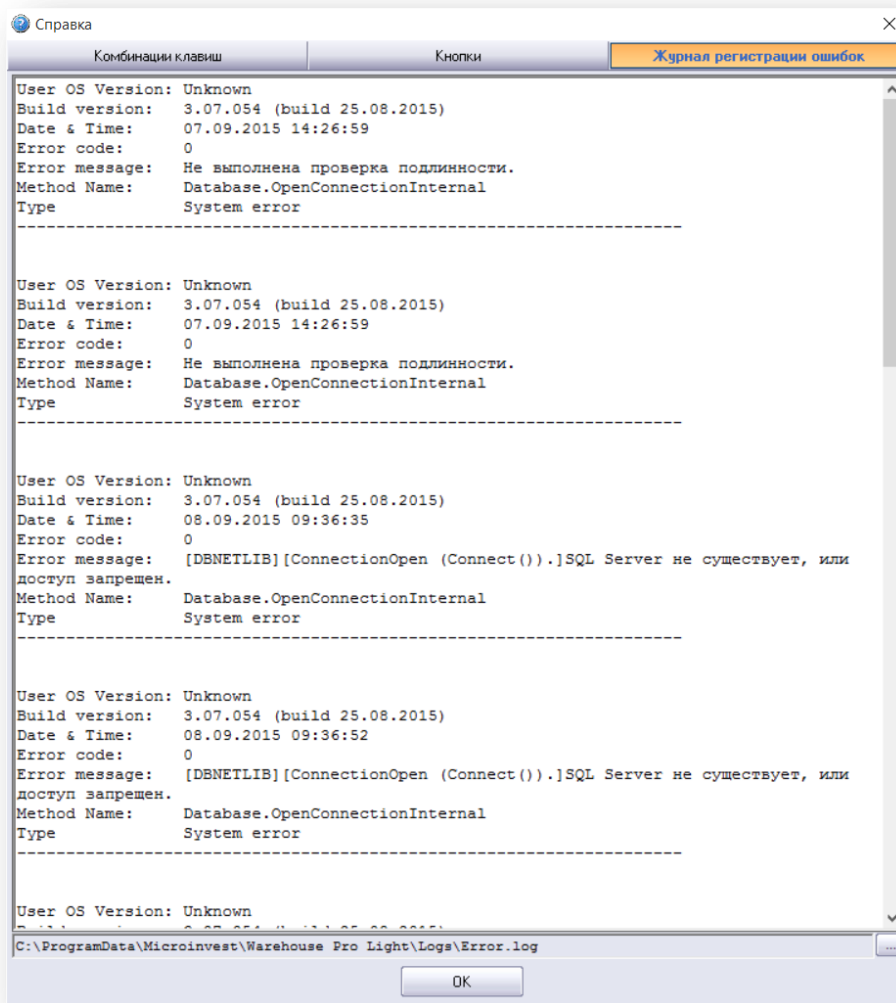 Справка
Комбинации клавиш
Кнопки
Журнал регистрации ошибок
User OS Version: Unknown
Build version: 3.07.054 (build 25.08.2015)
Date & Time: 07.09.2015 14:26:59
Error code: 0
Error message: Не выполнена проверка подлинности.
Method Name: Database.OpenConnectionInternal
Type System error
--------------------------------------------------------------------
User OS Version: Unknown
Build version: 3.07.054 (build 25.08.2015)
Date & Time: 07.09.2015 14:26:59
Error code: 0
Error message: Не выполнена проверка подлинности.
Method Name: Database.OpenConnectionInternal
Type System error
--------------------------------------------------------------------
User OS Version: Unknown
Build version: 3.07.054 (build 25.08.2015)
Date & Time: 08.09.2015 09:36:35
Error code: 0
Error message: [DBNETLIB][ConnectionOpen (Connect()).]SQL Server не существует, или
доступ запрещен.
Method Name: Database.OpenConnectionInternal
Type System error
--------------------------------------------------------------------
User OS Version: Unknown
Build version: 3.07.054 (build 25.08.2015)
Date & Time: 08.09.2015 09:36:52
Error code: 0
Error message: [DBNETLIB][ConnectionOpen (Connect()).]SQL Server не существует, или
доступ запрещен.
Method Name: Database.OpenConnectionInternal
Type System error
--------------------------------------------------------------------
User OS Version: Unknown
C:\ProgramData\Microinvest\Warehouse Pro Light\Logs\Error.log
...
OK